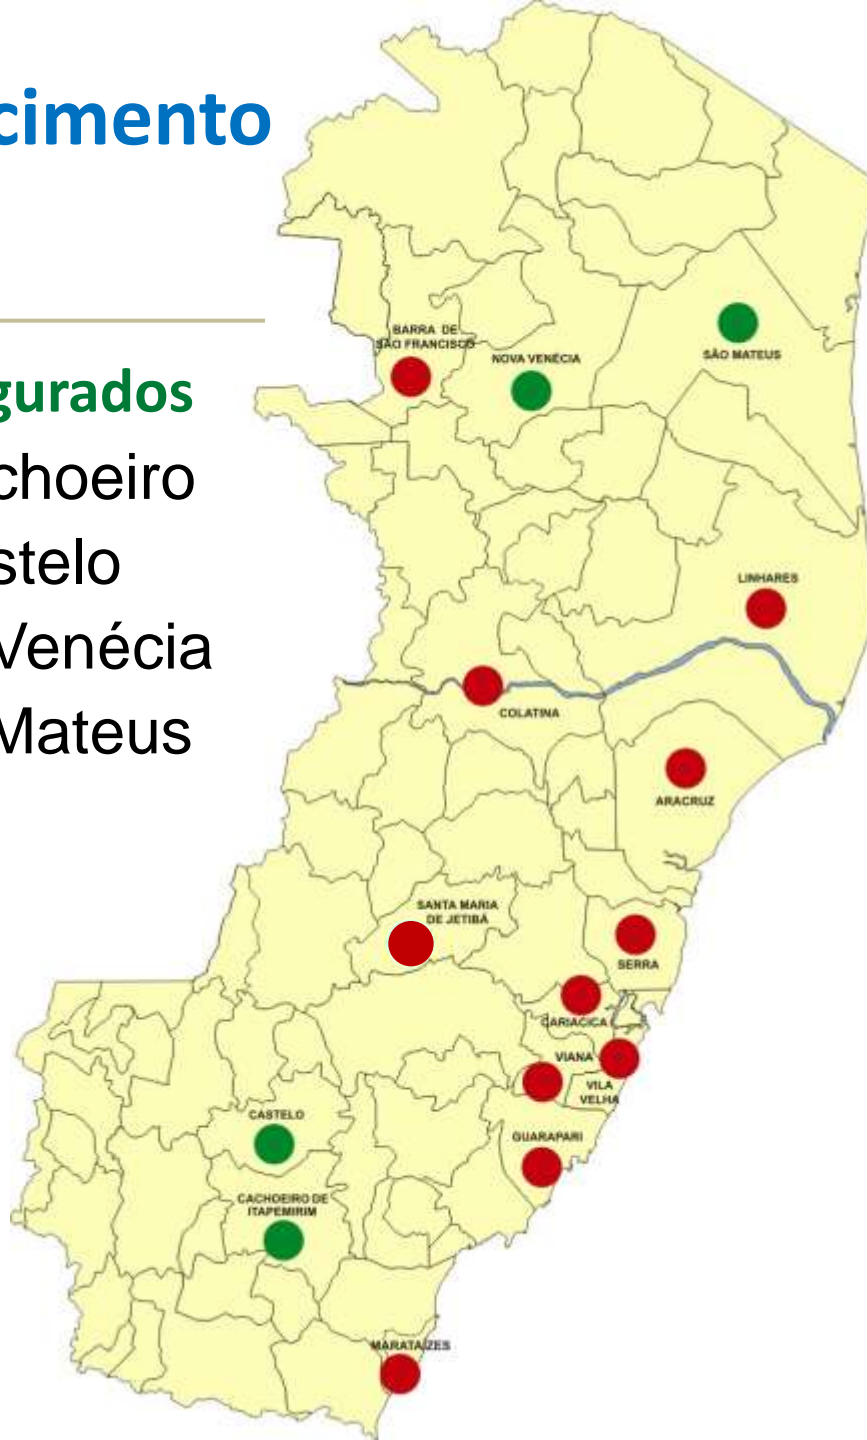 cimento
gurados
choeiro
stelo
Venécia
Mateus
BARRA DE
SÃO FRANCISCO
NOVA VENÉCIA
SÃO MATEUS
LINHARES
COLATINA
ARACRUZ
SANTA MARIA
DE JETIBÁ
SERRA
CARIACICA
VIANA
VILA
VELHA
GUARAPARI
CASTELO
CACHOEIRO DE
ITAPEMIRIM
MARATAÍZES